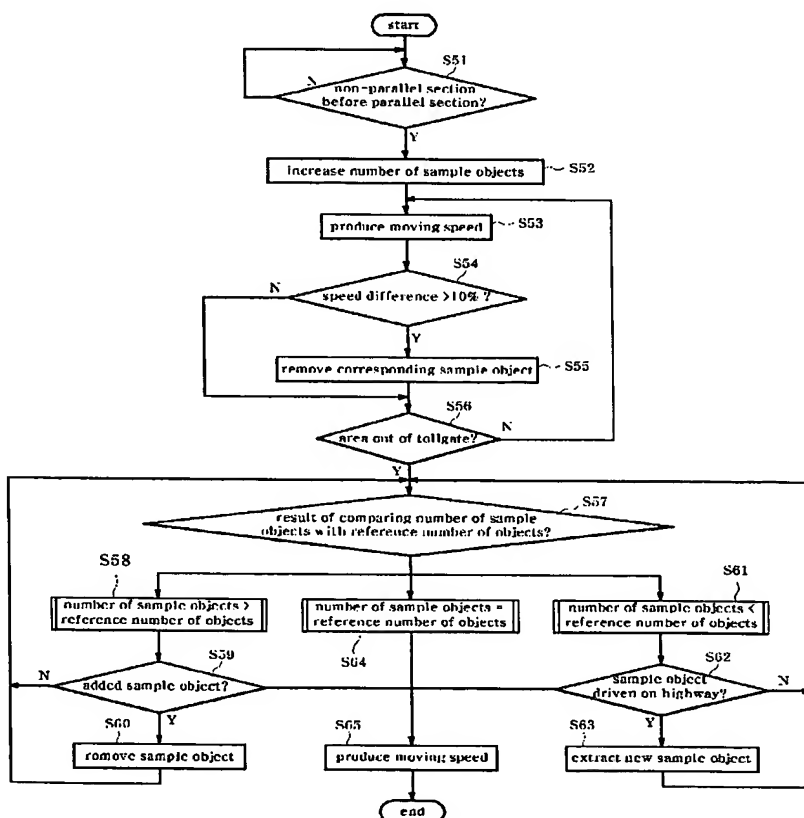 start
S51
N
non-parallel section
before parallel section?
Y
increase number of sample objects
S52
produce moving speed
S53
S54
N
speed difference >10% ?
Y
remove corresponding sample object
S55
S56
N
area out of tollgate?
Y
S57
result of comparing number of sample
objects with reference number of objects?
S58
S61
number of sample objects >
reference number of objects
number of sample objects =
reference number of objects
number of sample objects <
reference number of objects
S64
S59
S62
N
added sample object?
sample object
driven on highway?
N
S60
Y
S65
Y
S63
romove sample object
produce moving speed
extract new sample object
end